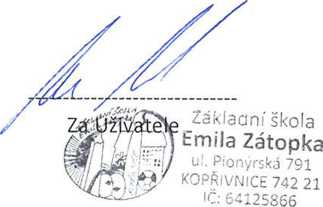 Za Uživatele
Základní škola
Emila Zátopka
ul. Pionýrská 791
KOPŘIVNICE 742 21
IČ: 64125866